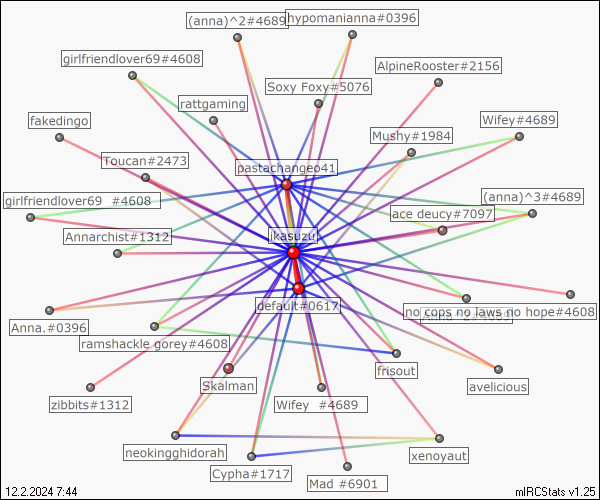 (anna)^2#4689
hypomanianna#0396
girlfriendlover69#4608
AlpineRooster#2156
Soxy Foxy#5076
rattgaming
fakedingo
Wifey#4689
Mushy#1984
Toucan#2473
pastachangeo41
girlfriendlover69 #4608
(anna)^3#4689
ace deucy#7097
Annarchist#1312
ikasuzu
default#0617
no cops no laws no hope#4608
Anna.#0396
ramshackle gorey#4608
frisout
Skalman
avelicious
zibbits#1312
Wifey #4689
neokingghidorah
xenoyaut
Cypha#1717
Mad #6901
12.2.2024 7:44
mIRCStats v1.25